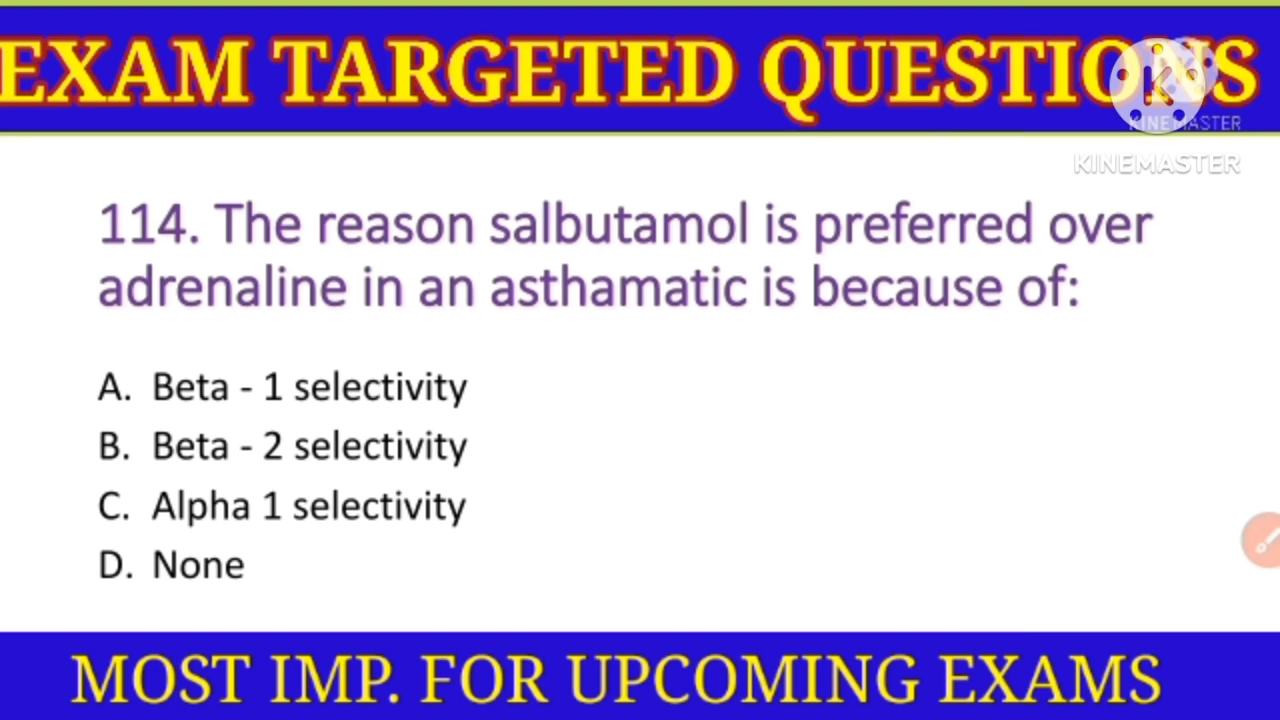 EXAM TARGETED QUESTIONS
KINEMASTER
KINEMASTER
114. The reason salbutamol is preferred over
adrenaline in an asthamatic is because of:
A. Beta - 1 selectivity
B. Beta - 2 selectivity
C. Alpha 1 selectivity
D. None
MOST IMP. FOR UPCOMING EXAMS